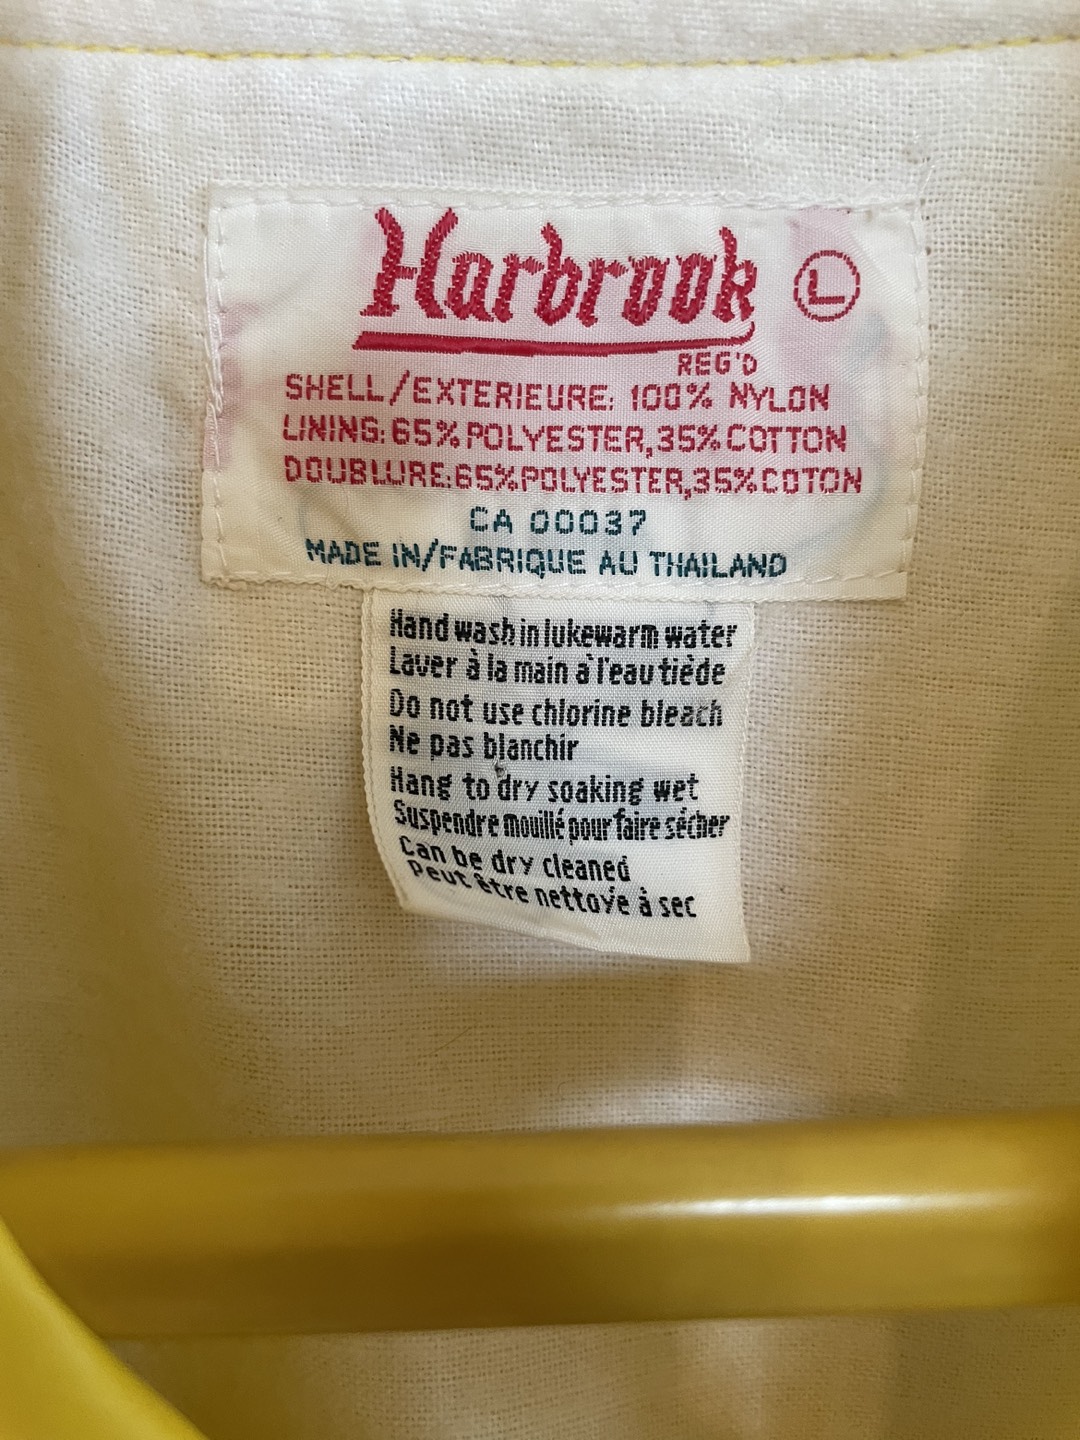 Harbrook L
REG'D
SHELL/EXTERIEURE: 100% NYLON
LINING: 65% POLYESTER, 35% COTTON
DOUBLURE: 65% POLYESTER, 35% COTON
CA 00037
MADE IN/FABRIQUE AU THAILAND
Hand wash in lukewarm water
Laver à la main à l'eau tiède
Do not use chlorine bleach
Ne pas blanchir
Hang to dry soaking wet
Suspendre mouillé pour faire sécher
Can be dry cleaned
Peut être nettoyé à sec